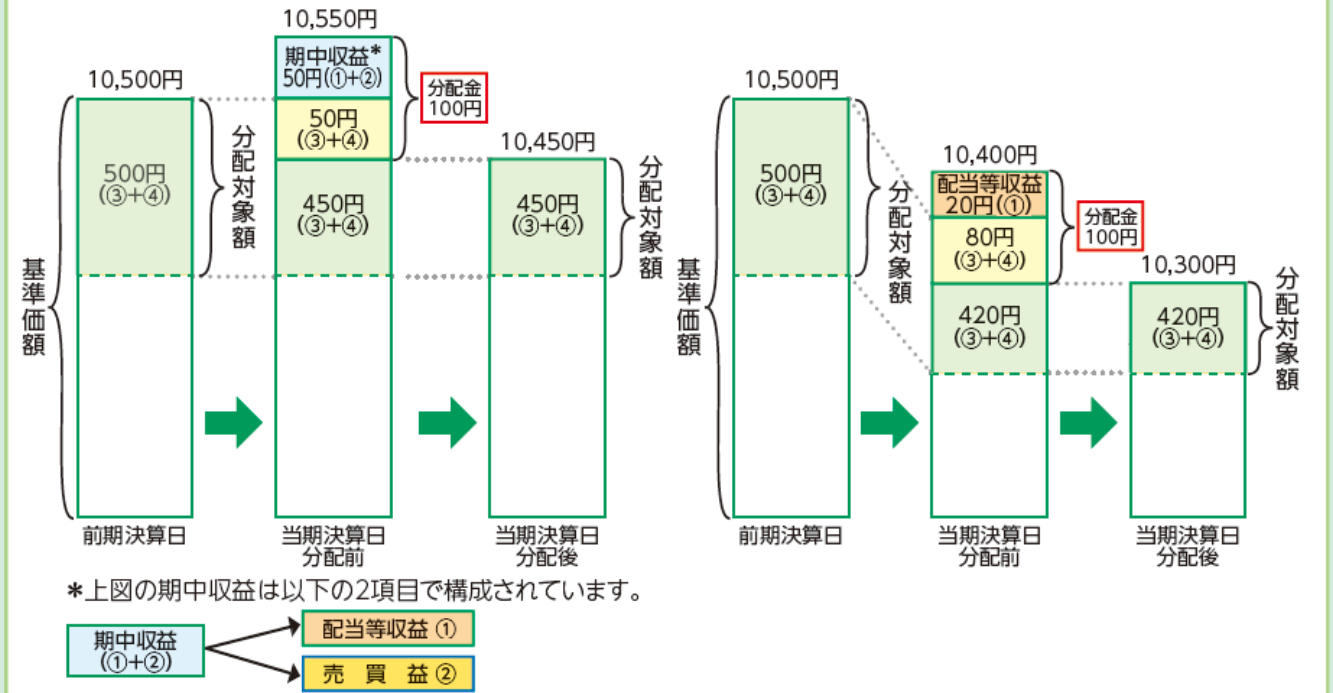 10,500円
500円
(③+④)
分配対象額
基準価額
前期決算日
10,550円
期中収益*
50円(①+②)
50円
(③+④)
450円
(③+④)
分配金
100円
当期決算日
分配前
10,450円
450円
(③+④)
分配対象額
当期決算日
分配後
10,500円
500円
(③+④)
分配対象額
基準価額
前期決算日
10,400円
配当等収益
20円(①)
80円
(③+④)
420円
(③+④)
分配金
100円
当期決算日
分配前
10,300円
420円
(③+④)
分配対象額
当期決算日
分配後
*上図の期中収益は以下の2項目で構成されています。
期中収益
(①+②)
配当等収益 ①
売 買 益 ②